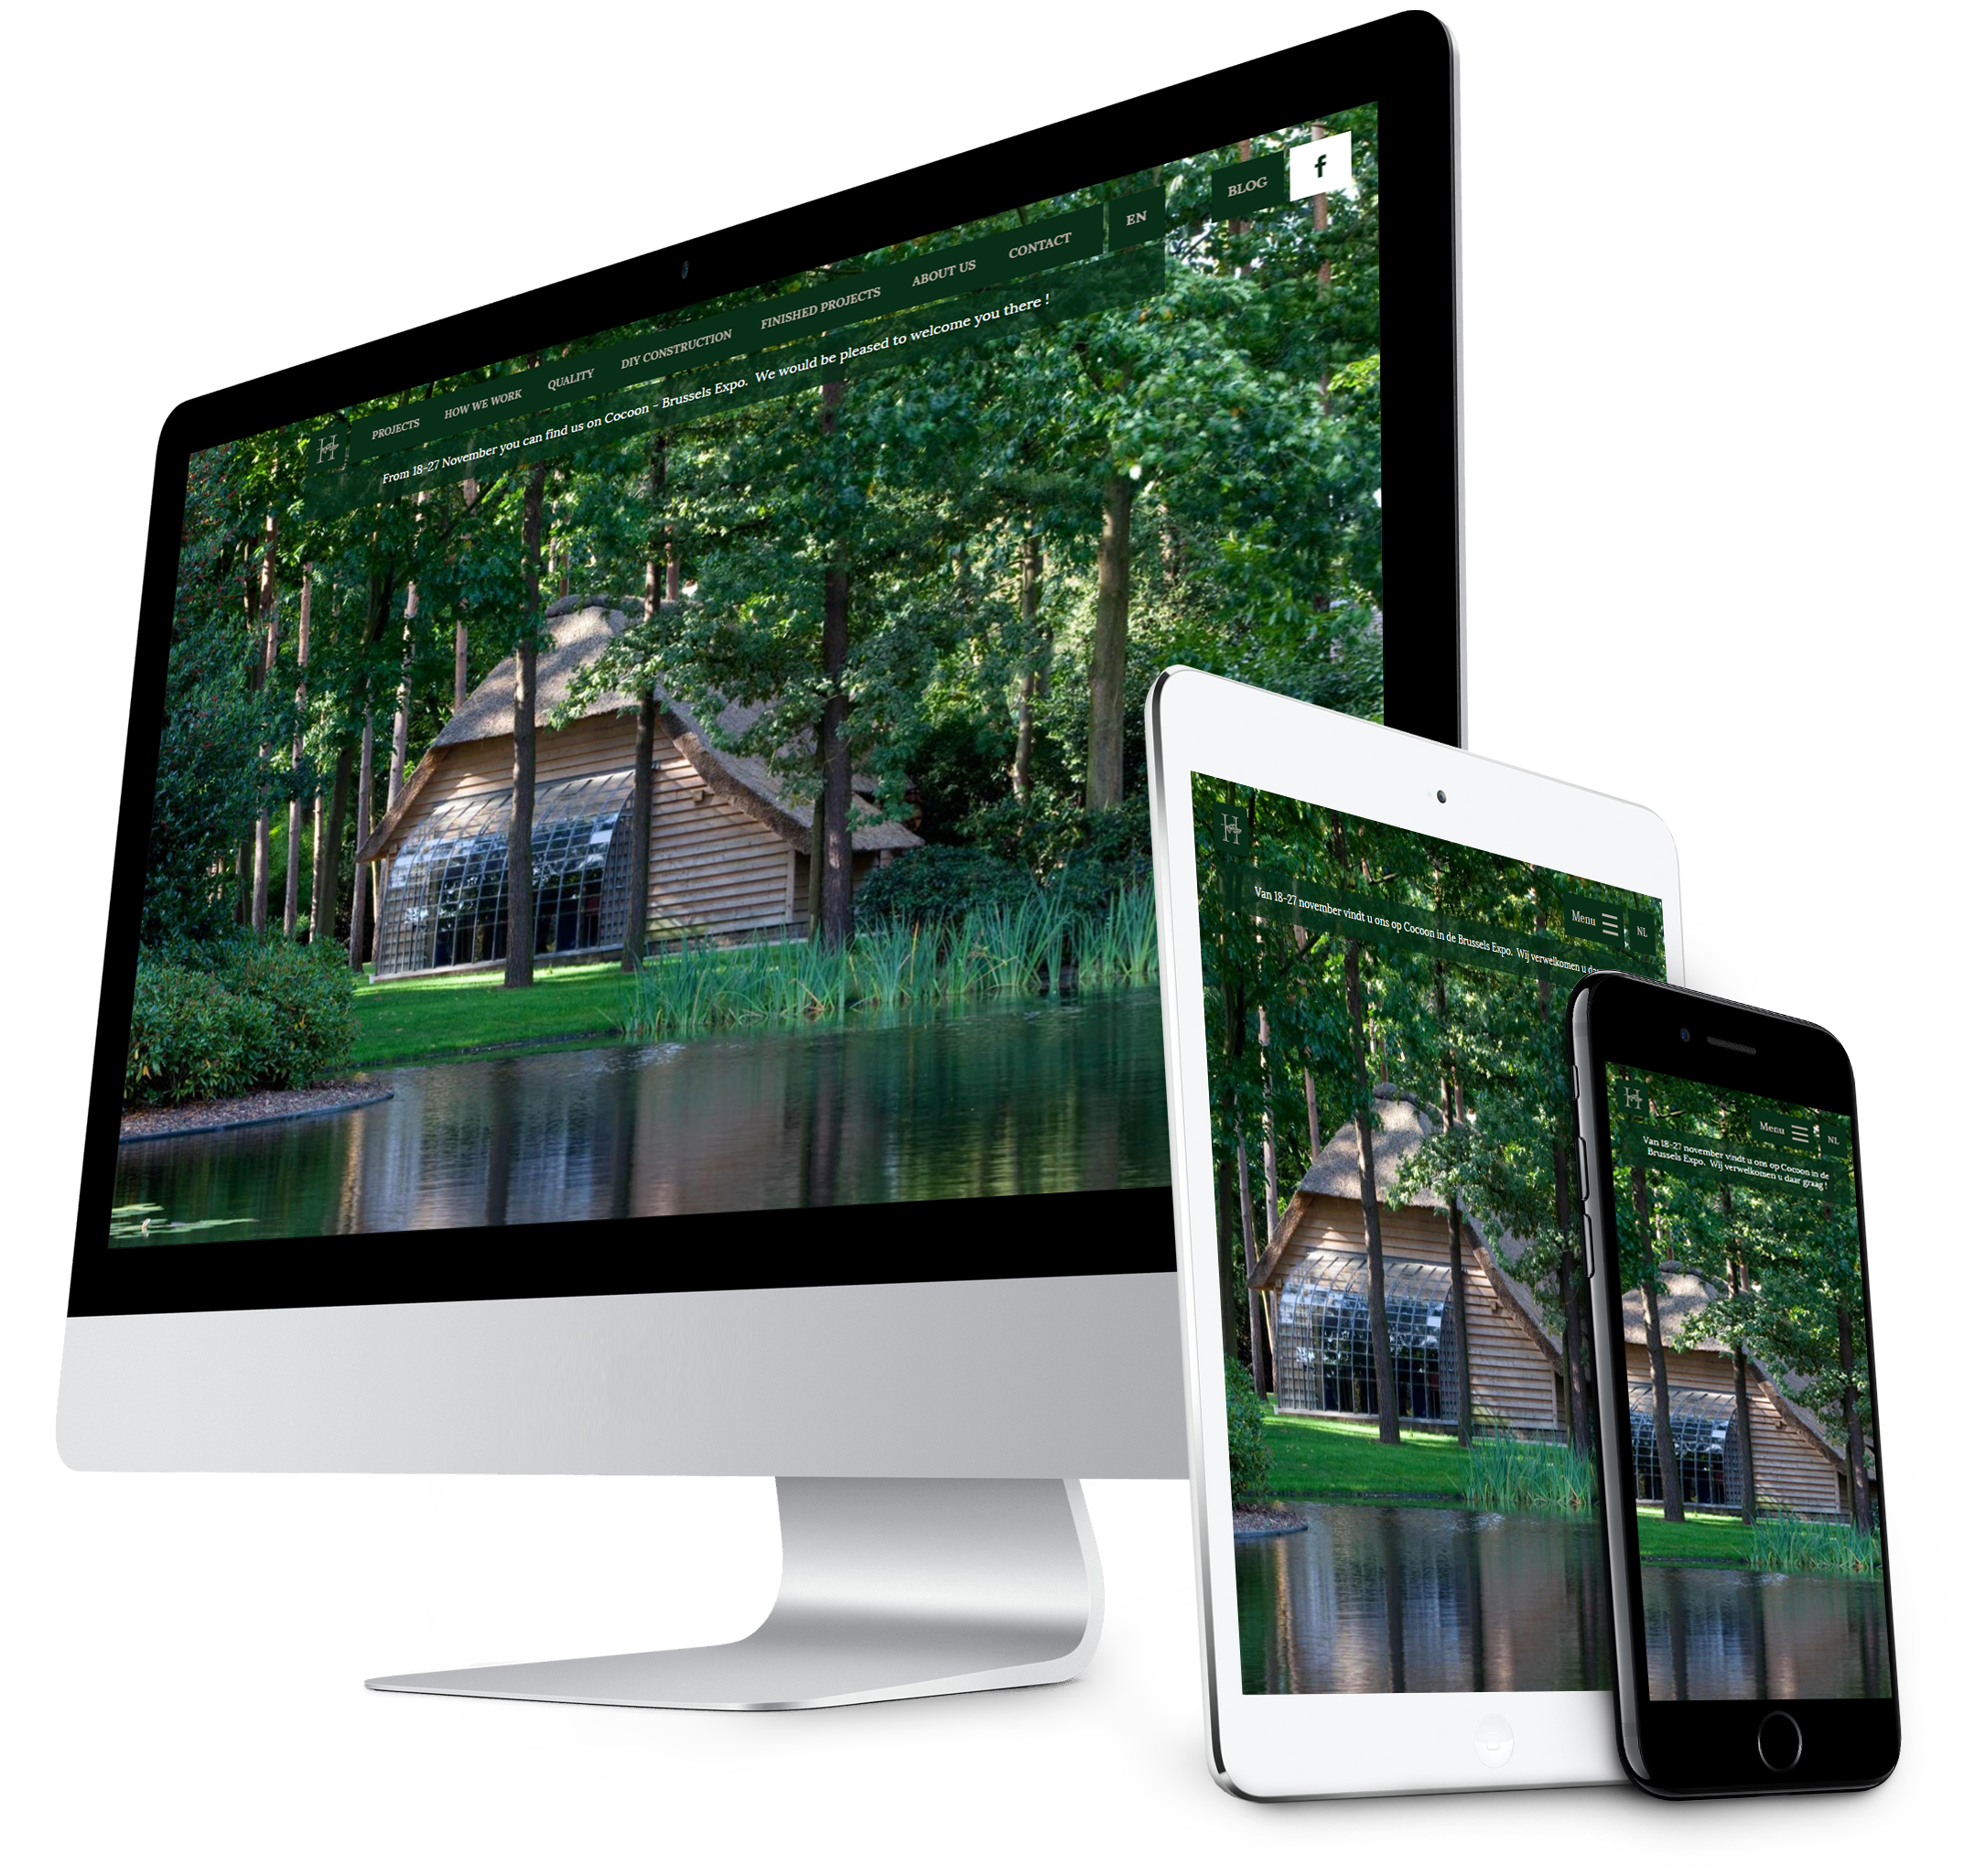 H
PROJECTS HOW WE WORK QUALITY DIY CONSTRUCTION FINISHED PROJECTS ABOUT US CONTACT EN BLOG f
From 18-27 November you can find us on Cocoon - Brussels Expo. We would be pleased to welcome you there !
H
Menu NL
Van 18-27 november vindt u ons op Cocoon in de Brussels Expo. Wij verwelkomen u daar
H
Menu NL
Van 18-27 november vindt u ons op Cocoon in de
Brussels Expo. Wij verwelkomen u daar graag !